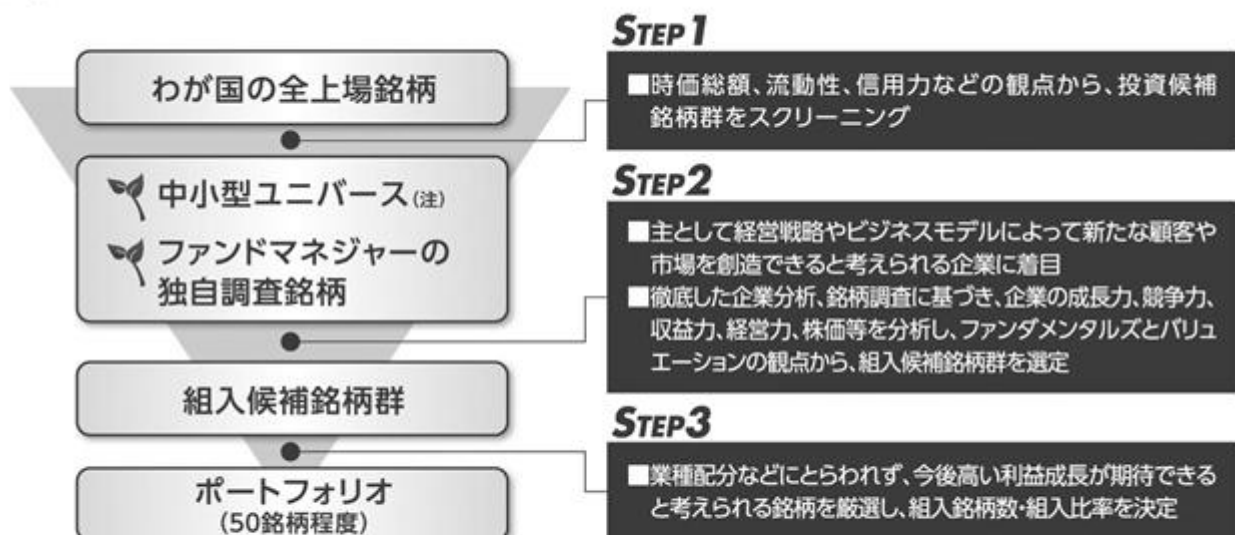 わが国の全上場銘柄
中小型ユニバース(注)
ファンドマネジャーの
独自調査銘柄
組入候補銘柄群
ポートフォリオ
(50銘柄程度)
STEP1
■時価総額、流動性、信用力などの観点から、投資候補
銘柄群をスクリーニング
STEP2
■主として経営戦略やビジネスモデルによって新たな顧客や
市場を創造できると考えられる企業に着目
■徹底した企業分析、銘柄調査に基づき、企業の成長力、競争力、
収益力、経営力、株価等を分析し、ファンダメンタルズとバリュ
エーションの観点から、組入候補銘柄群を選定
STEP3
■業種配分などにとらわれず、今後高い利益成長が期待できる
と考えられる銘柄を厳選し、組入銘柄数・組入比率を決定